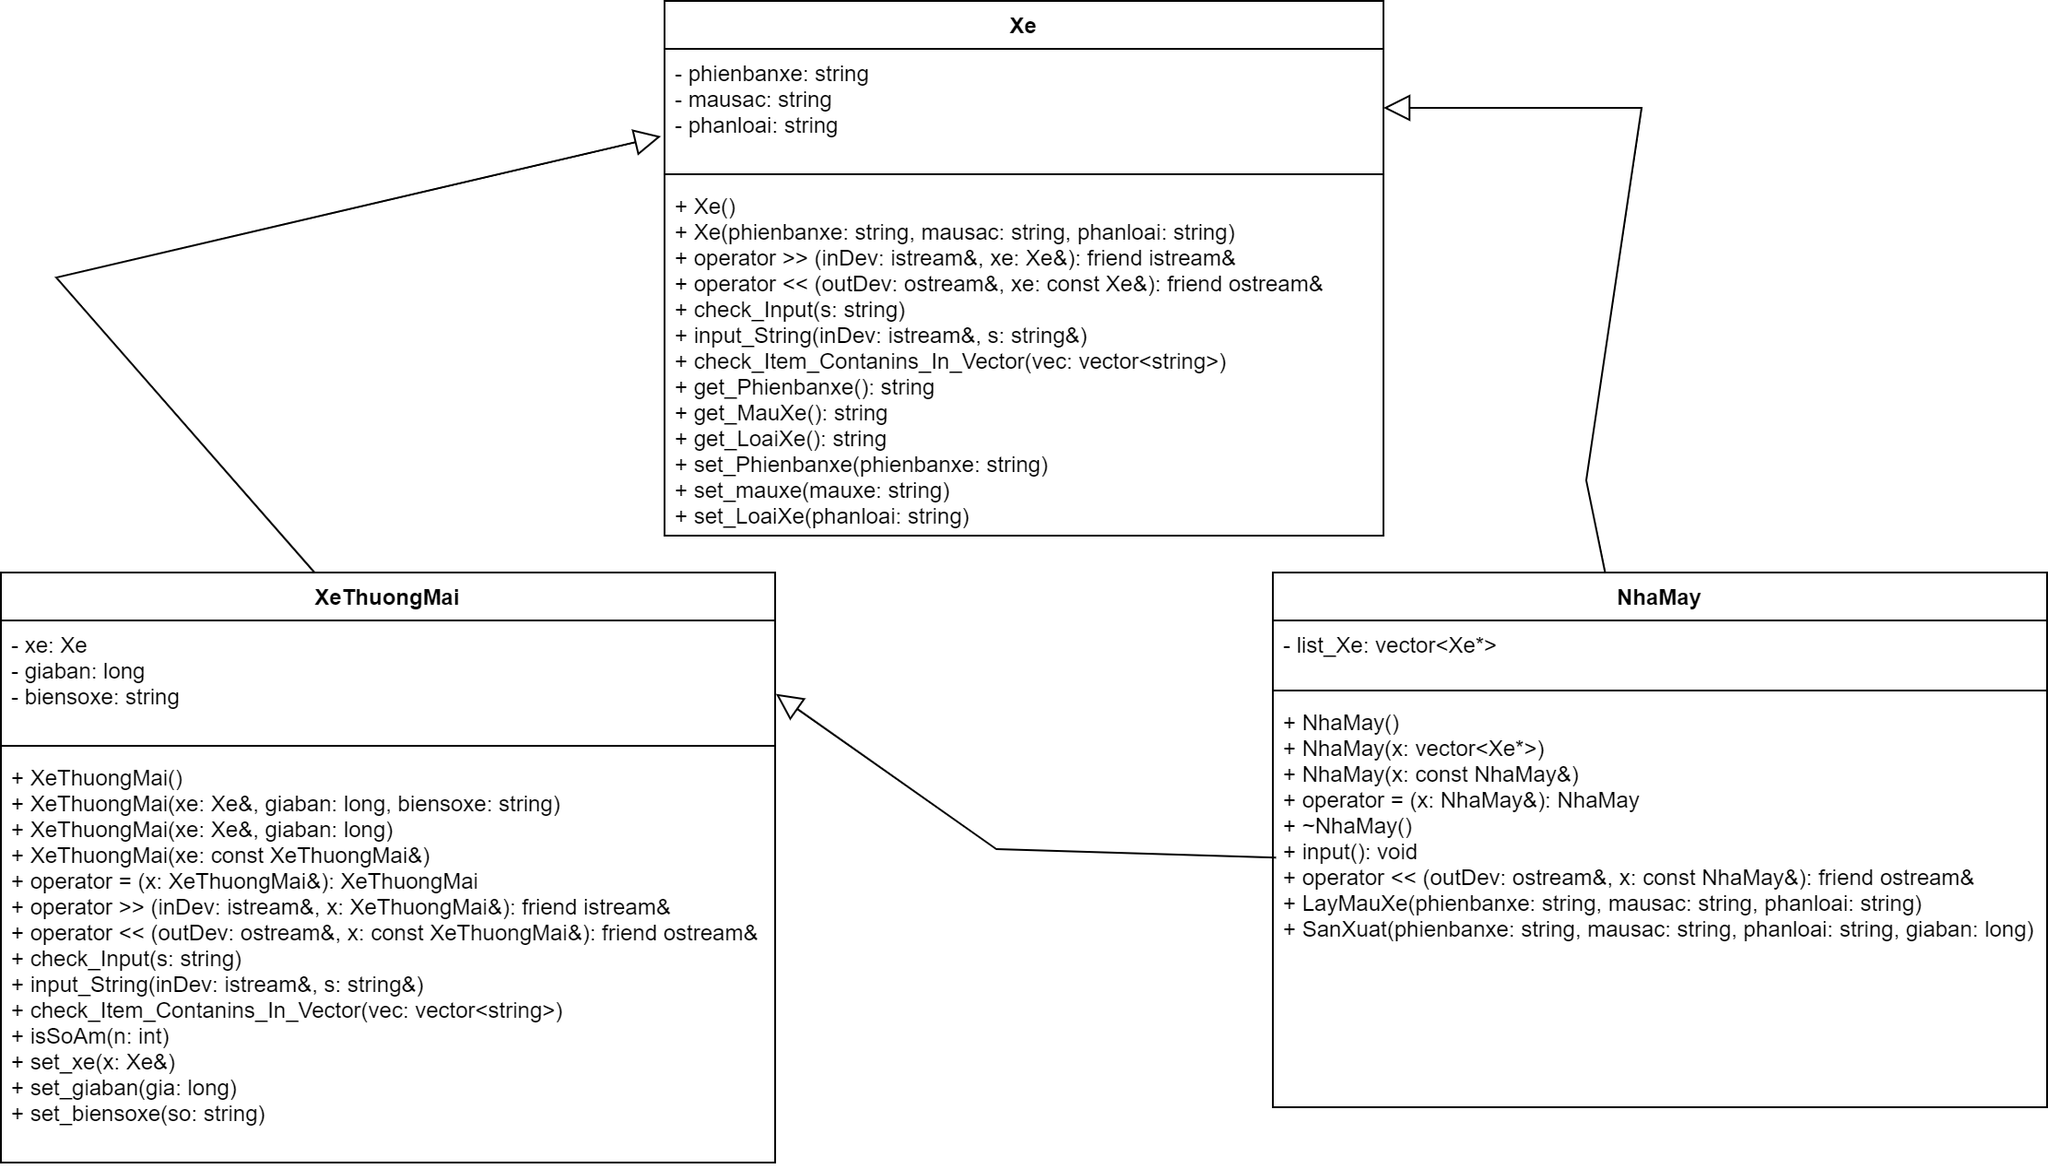 Xe
- phienbanxe: string
- mausac: string
- phanloai: string
+ Xe()
+ Xe(phienbanxe: string, mausac: string, phanloai: string)
+ operator >> (inDev: istream&, xe: Xe&): friend istream&
+ operator << (outDev: ostream&, xe: const Xe&): friend ostream&
+ check_Input(s: string)
+ input_String(inDev: istream&, s: string&)
+ check_Item_Contanins_In_Vector(vec: vector<string>)
+ get_Phienbanxe(): string
+ get_MauXe(): string
+ get_LoaiXe(): string
+ set_Phienbanxe(phienbanxe: string)
+ set_mauxe(mauxe: string)
+ set_LoaiXe(phanloai: string)
XeThuongMai
- xe: Xe
- giaban: long
- biensoxe: string
+ XeThuongMai()
+ XeThuongMai(xe: Xe&, giaban: long, biensoxe: string)
+ XeThuongMai(xe: Xe&, giaban: long)
+ XeThuongMai(xe: const XeThuongMai&)
+ operator = (x: XeThuongMai&): XeThuongMai
+ operator >> (inDev: istream&, x: XeThuongMai&): friend istream&
+ operator << (outDev: ostream&, x: const XeThuongMai&): friend ostream&
+ check_Input(s: string)
+ input_String(inDev: istream&, s: string&)
+ check_Item_Contanins_In_Vector(vec: vector<string>)
+ isSoAm(n: int)
+ set_xe(x: Xe&)
+ set_giaban(gia: long)
+ set_biensoxe(so: string)
NhaMay
- list_Xe: vector<Xe*>
+ NhaMay()
+ NhaMay(x: vector<Xe*>)
+ NhaMay(x: const NhaMay&)
+ operator = (x: NhaMay&): NhaMay
+ ~NhaMay()
+ input(): void
+ operator << (outDev: ostream&, x: const NhaMay&): friend ostream&
+ LayMauXe(phienbanxe: string, mausac: string, phanloai: string)
+ SanXuat(phienbanxe: string, mausac: string, phanloai: string, giaban: long)